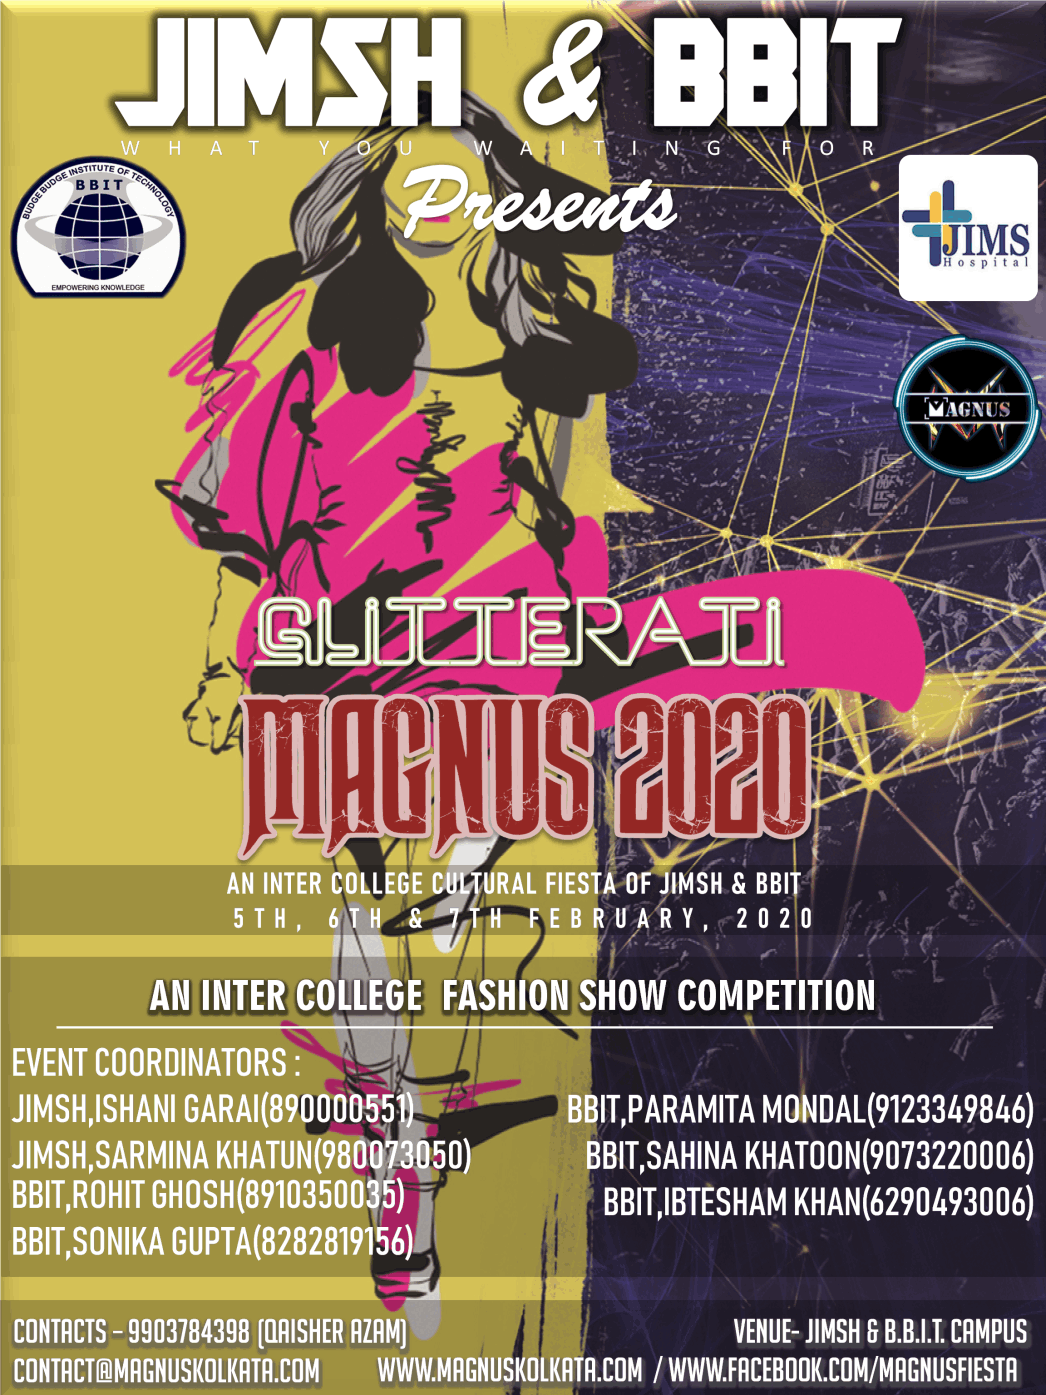 JIMSH & BBIT
WHAT YOU WAITING FOR
Presents
BUDGE BUDGE INSTITUTE OF TECHNOLOGY
BBIT
EMPOWERING KNOWLEDGE
JIMS
Hospital
MAGNUS
GLITTERATI
MAGNUS 2020
AN INTER COLLEGE CULTURAL FIESTA OF JIMSH & BBIT
5TH, 6TH & 7TH FEBRUARY, 2020
AN INTER COLLEGE FASHION SHOW COMPETITION
EVENT COORDINATORS :
JIMSH,ISHANI GARAI(890000551)
JIMSH,SARMINA KHATUN(980073050)
BBIT,ROHIT GHOSH(8910350035)
BBIT,SONIKA GUPTA(8282819156)
BBIT,PARAMITA MONDAL(9123349846)
BBIT,SAHINA KHATOON(9073220006)
BBIT,IBTESHAM KHAN(6290493006)
CONTACTS - 9903784398 (QAISHER AZAM)
VENUE- JIMSH & B.B.I.T. CAMPUS
CONTACT@MAGNUSKOLKATA.COM
WWW.MAGNUSKOLKATA.COM / WWW.FACEBOOK.COM/MAGNUSFIESTA